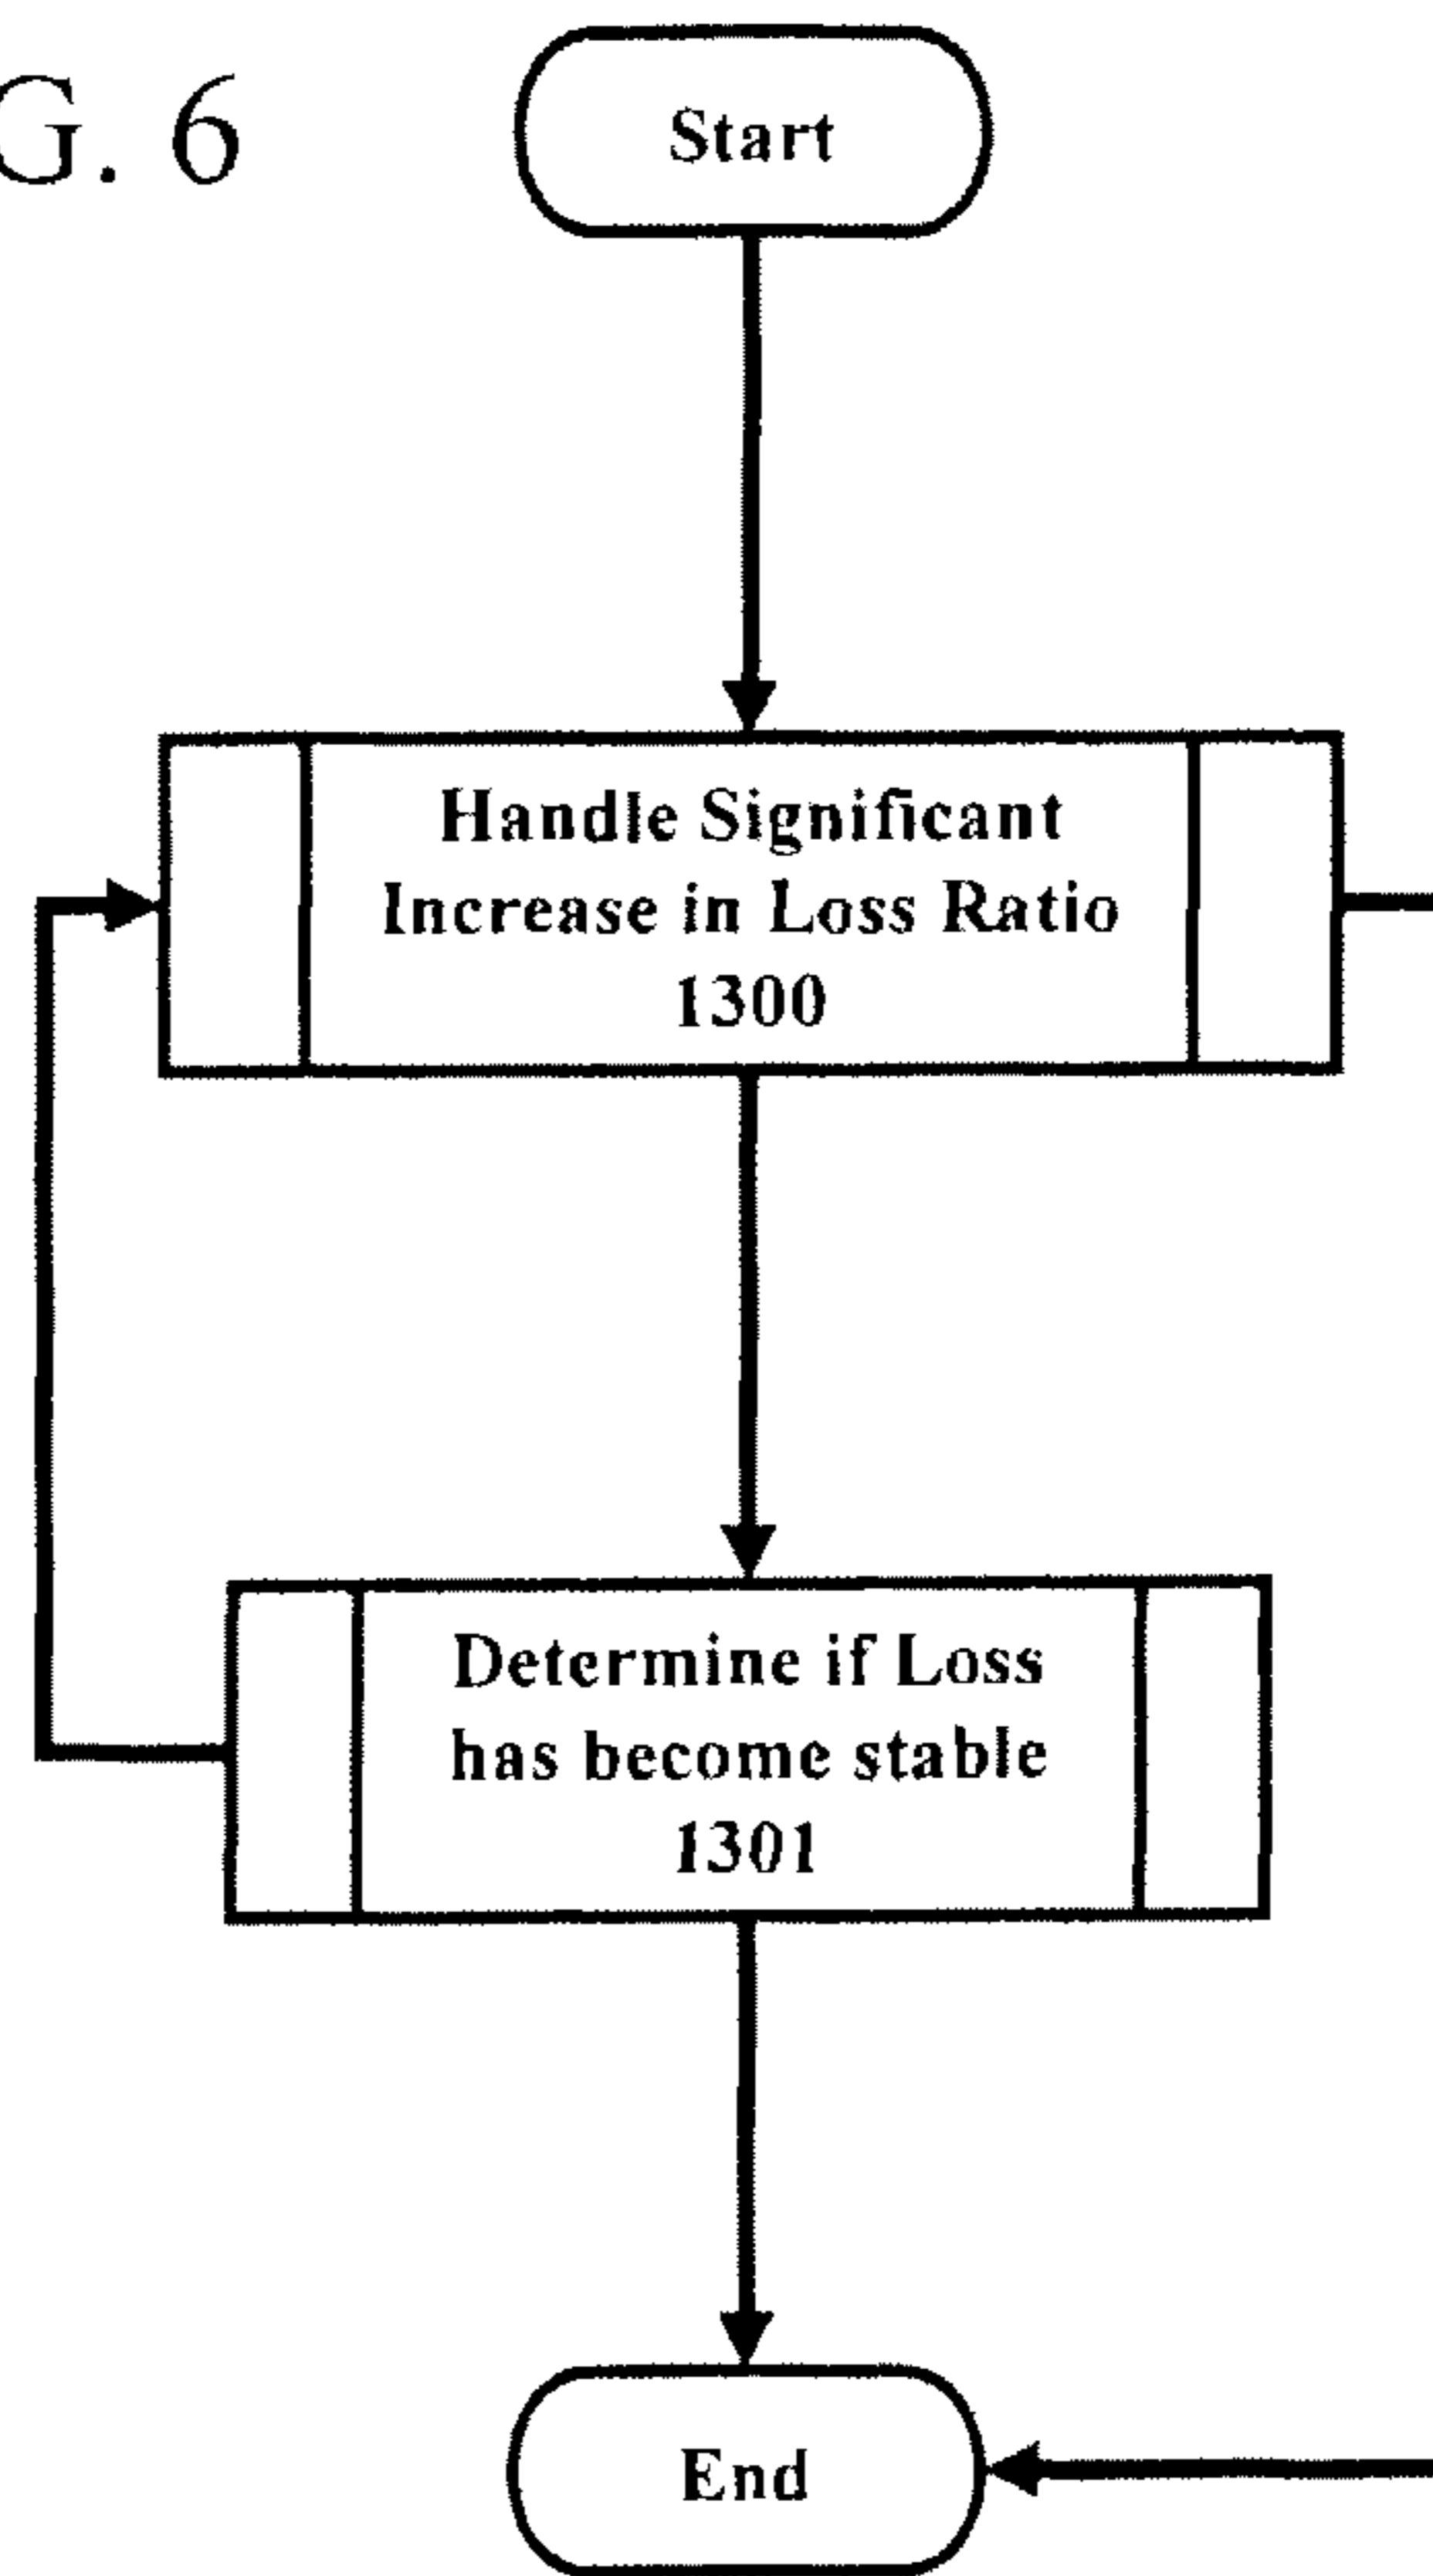 G. 6
Start
Handle Significant
Increase in Loss Ratio
1300
Determine if Loss
has become stable
1301
End